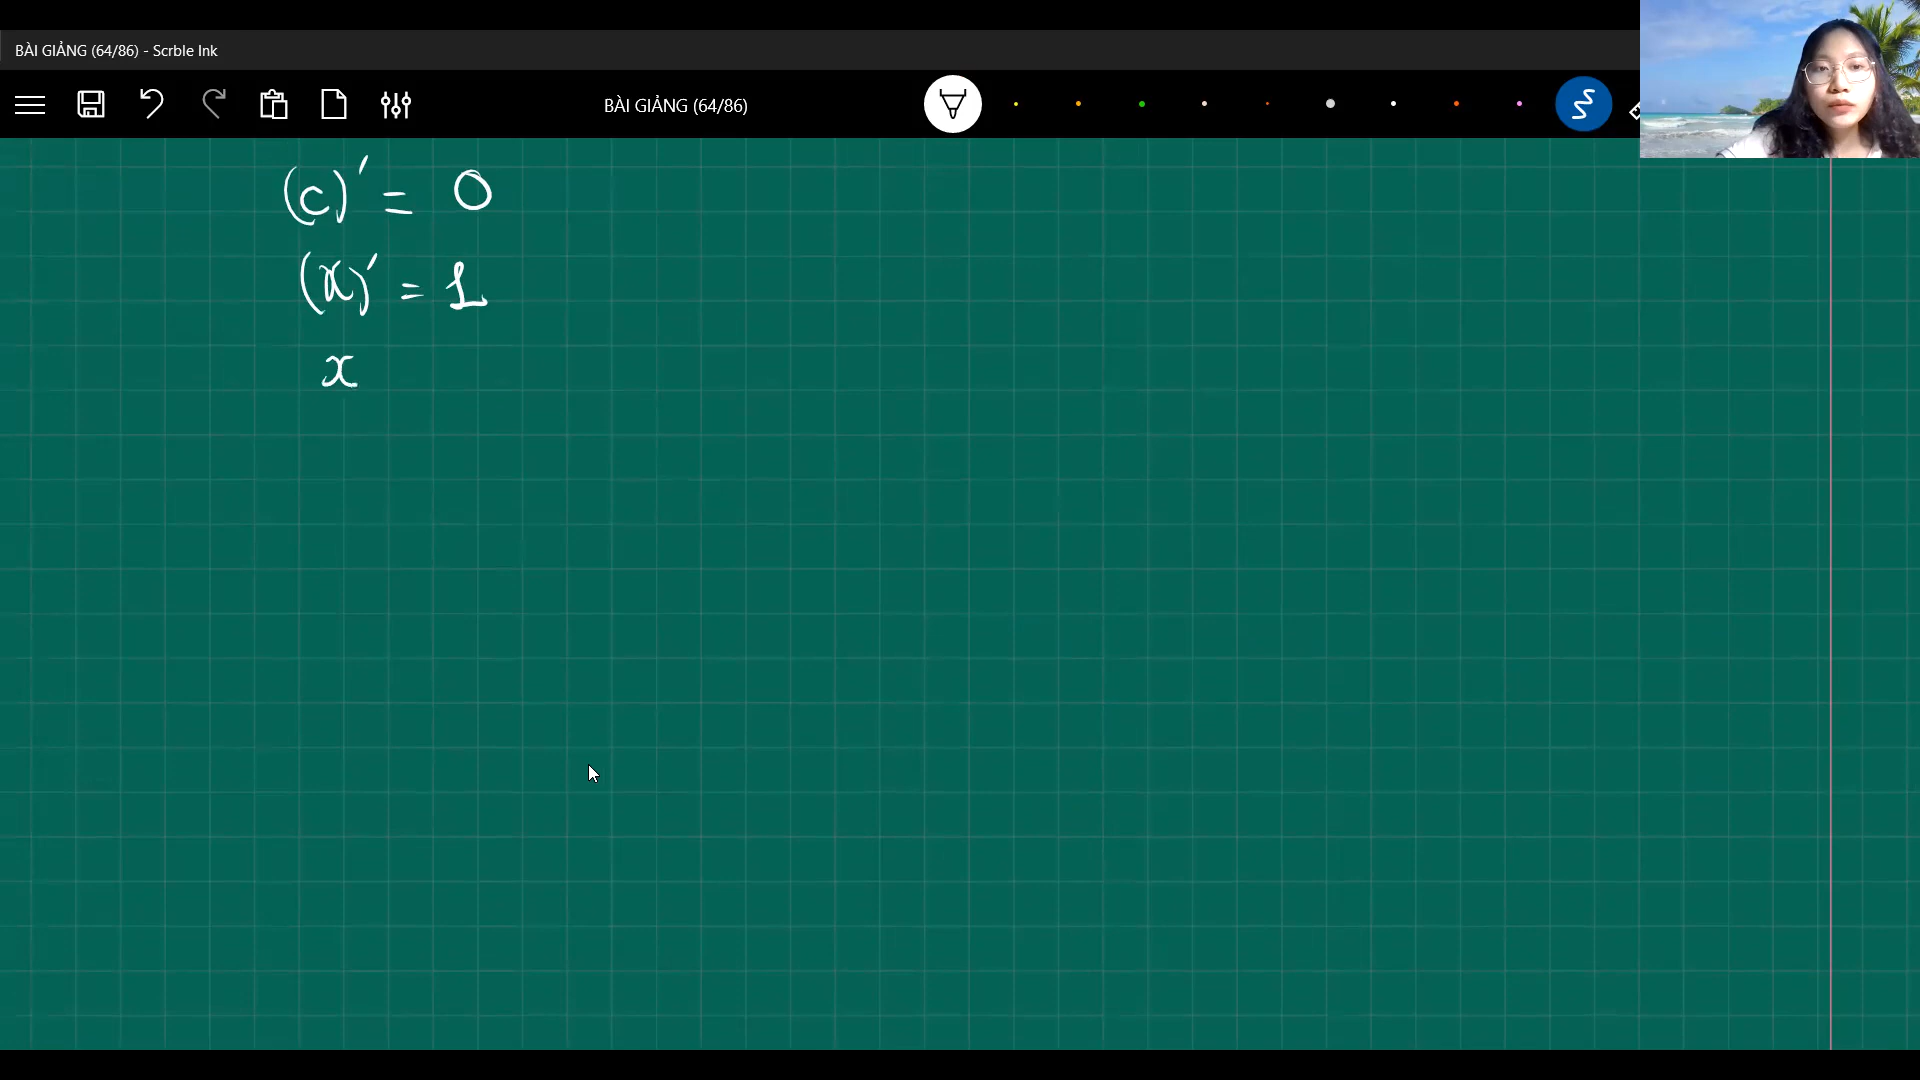 BÀI GIẢNG (64/86) - Scrble Ink
BÀI GIẢNG (64/86)
(c)' = 0
(x)' = 1
x